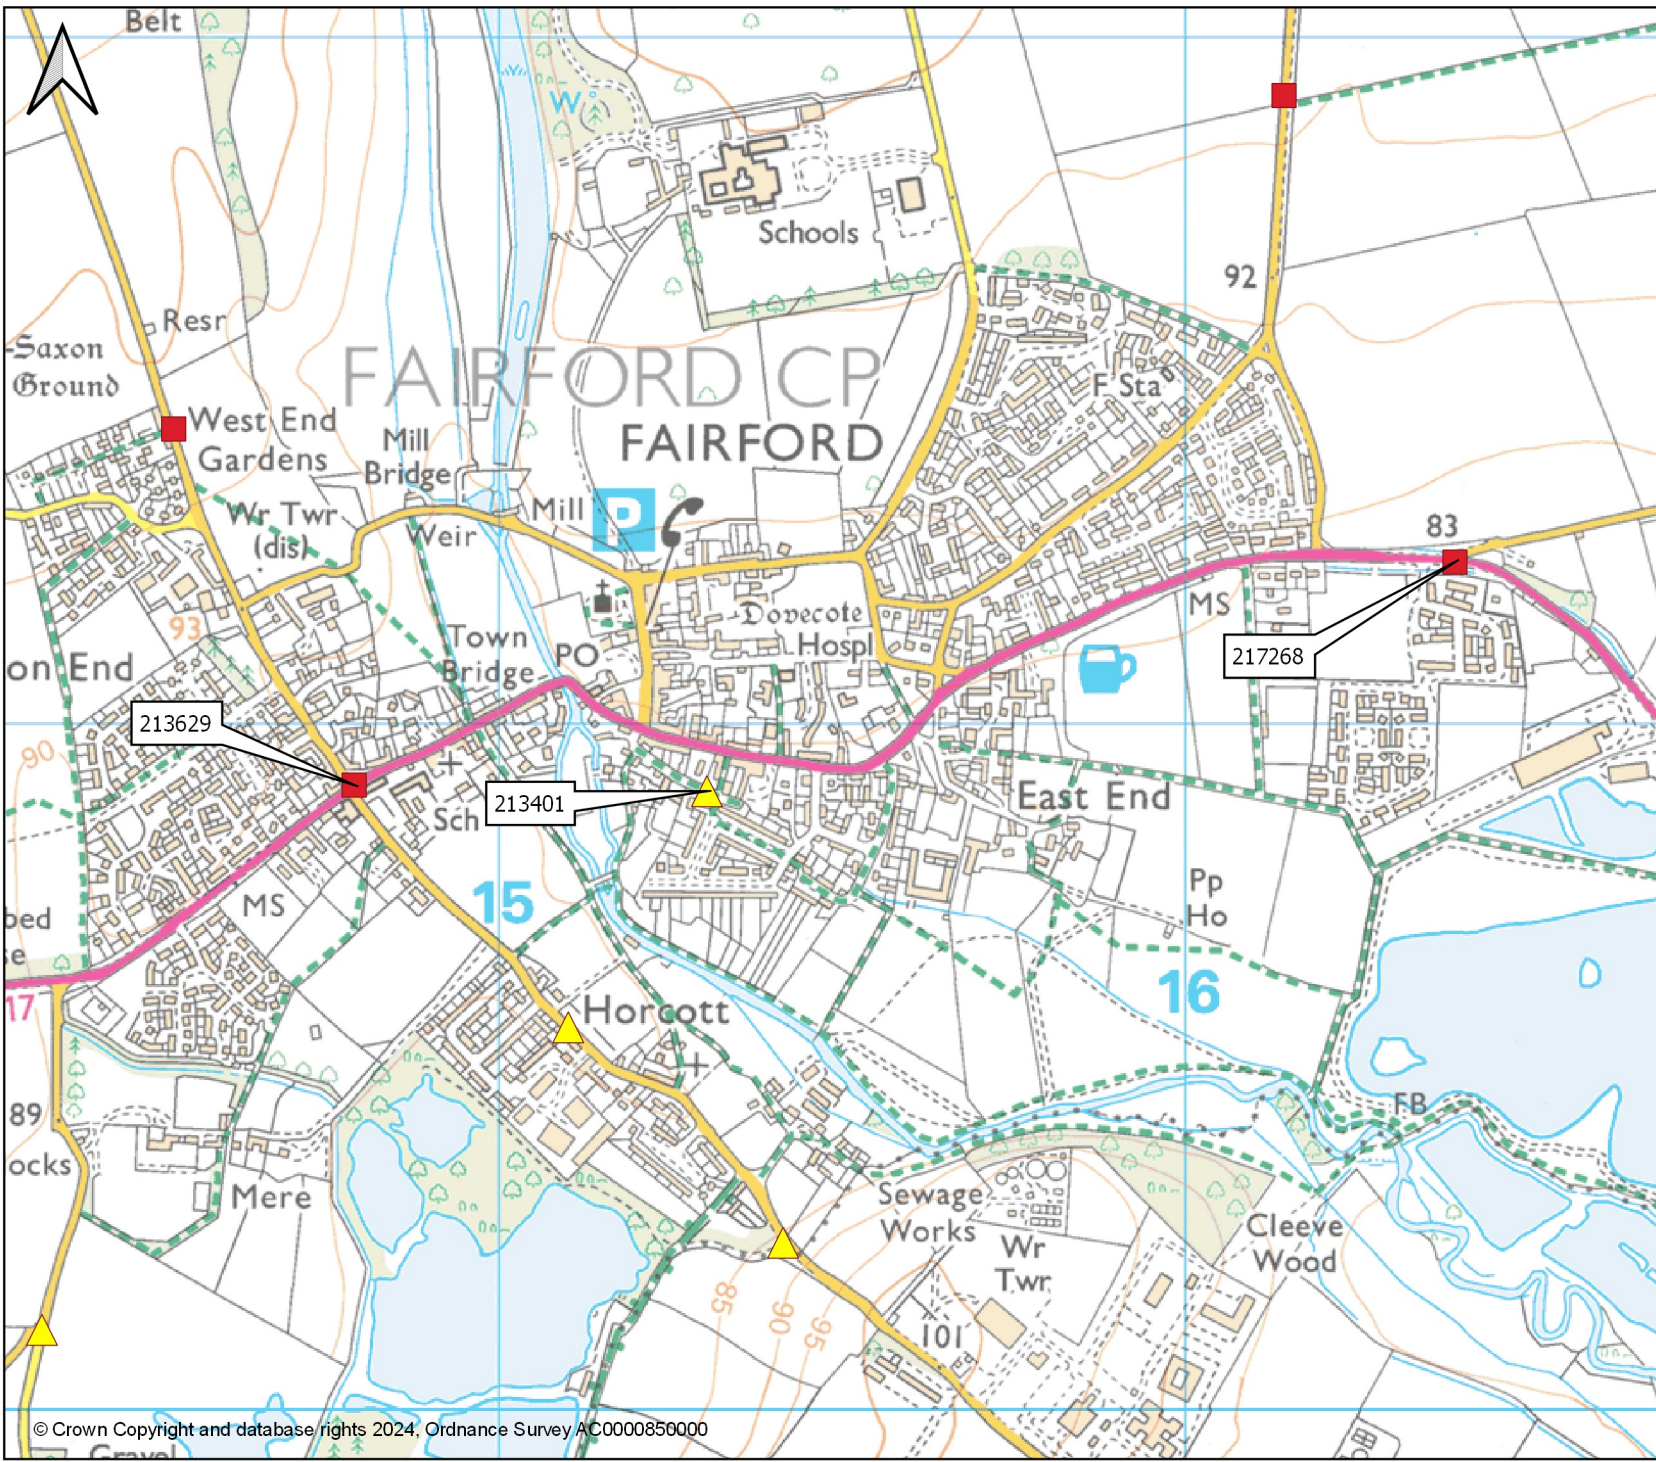 Belt
W
Schools
92
Resr
-Saxon
Ground
FAIRFORD CP
F Sta
West End
Gardens
Mill
Bridge
FAIRFORD
P
Mill
Wr Twr
(dis)
Weir
83
Dovecote
Hospl
MS
93
Town
Bridge
PO
on End
217268
213629
90
213401
Sch
East End
MS
15
Pp
Ho
bed
se
16
17
Horcott
89
FB
ocks
Mere
Sewage
Works
Wr
Twr
Cleeve
Wood
85
90
95
101
© Crown Copyright and database rights 2024, Ordnance Survey AC0000850000
Gravel